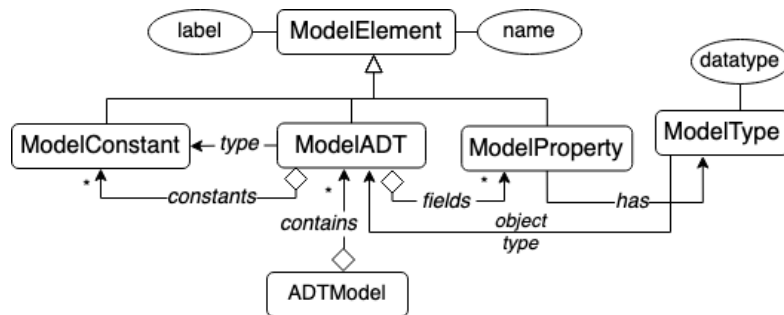 label
ModelElement
name
datatype
ModelConstant
type
ModelADT
ModelProperty
ModelType
*
constants
*
contains
fields
*
has
object
type
ADTModel